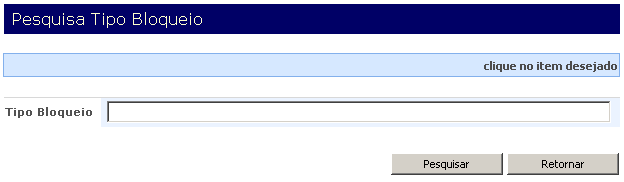 Pesquisa Tipo Bloqueio
clique no item desejado
Tipo Bloqueio
Pesquisar Retornar